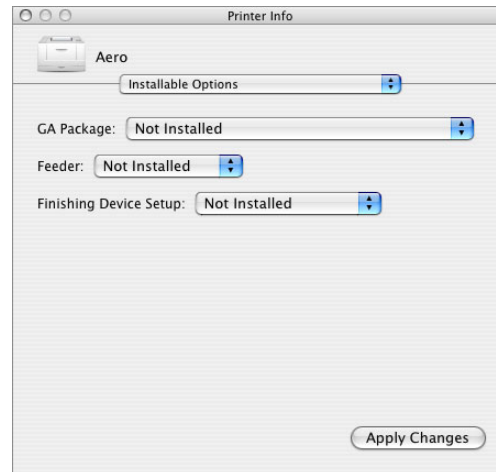 Printer Info
Aero
Installable Options
GA Package: Not Installed
Feeder: Not Installed
Finishing Device Setup: Not Installed
Apply Changes